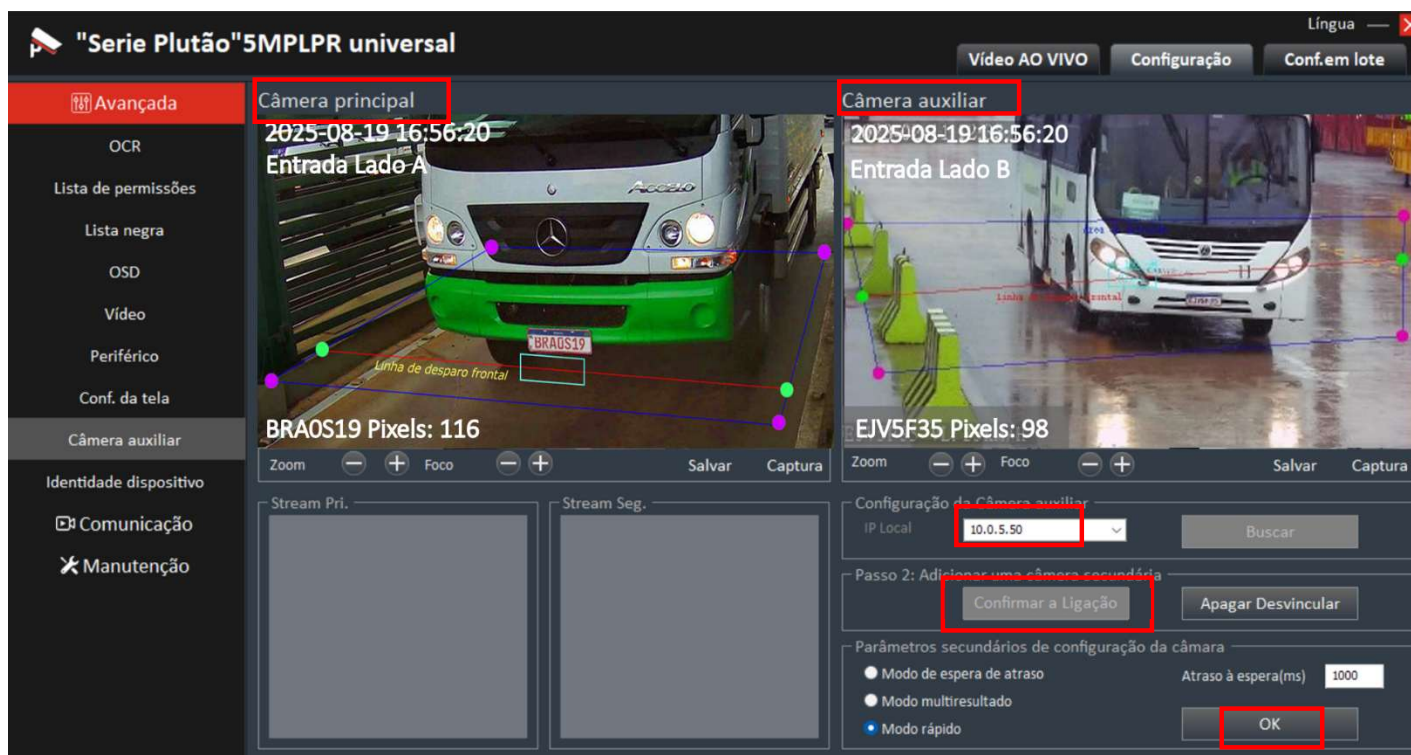 "Serie Plutão"5MPLPR universal
Língua
Vídeo AO VIVO
Configuração
Conf.em lote
Avançada
OCR
Lista de permissões
Lista negra
OSD
Vídeo
Periférico
Conf. da tela
Câmera auxiliar
Identidade dispositivo
Comunicação
Manutenção
Câmera principal
2025-08-19 16:56:20
Entrada Lado A
Accelo
BRA0S19
Linha de desparo frontal
BRA0S19 Pixels: 116
Zoom
Foco
Salvar
Captura
Câmera auxiliar
2025-08-19 16:56:20
Entrada Lado B
EJV5F35 Pixels: 98
Zoom
Foco
Salvar
Captura
Stream Pri.
Stream Seg.
Configuração da Câmera auxiliar
IP Local
10.0.5.50
Buscar
Passo 2: Adicionar uma câmera secundária
Confirmar a Ligação
Apagar Desvincular
Parâmetros secundários de configuração da câmara
Modo de espera de atraso
Atraso à espera(ms)
1000
Modo multiresultado
Modo rápido
OK